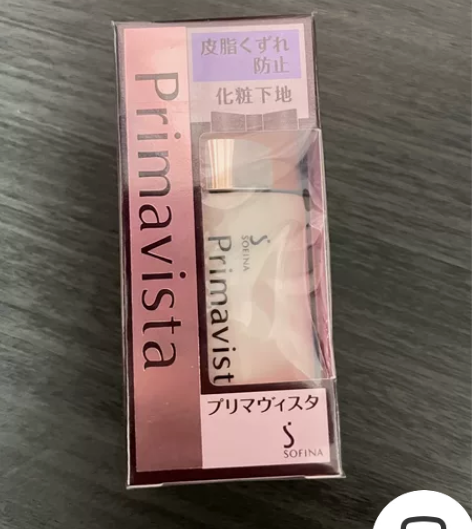 皮脂くずれ
防止
化粧下地
Primavista
SOFINA
Primavist
プリマヴィスタ
SOFINA